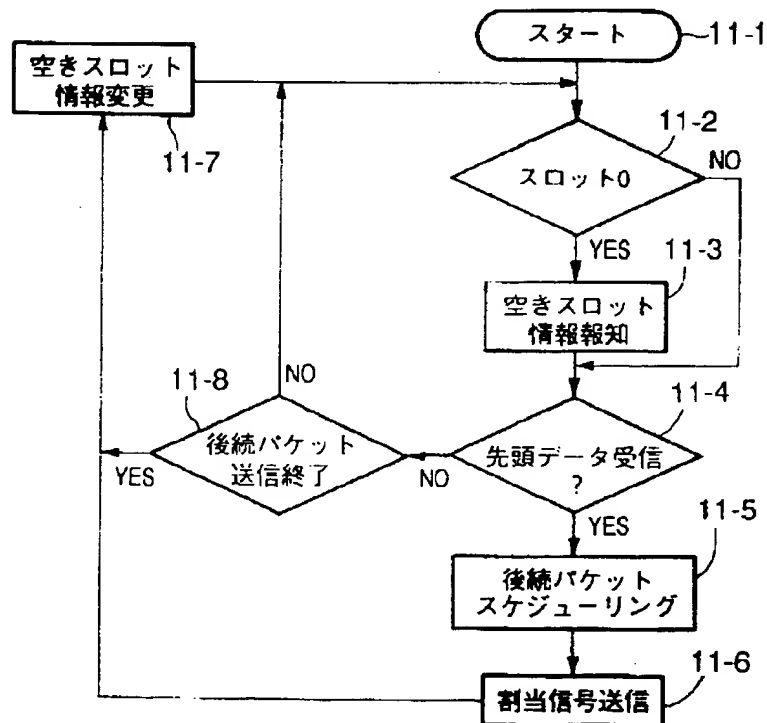 スタート
11-1
空きスロット
情報変更
11-7
11-2
スロット0
NO
YES
11-3
空きスロット
情報報知
11-8
NO
11-4
後続パケット
送信終了
YES
先頭データ受信
?
NO
YES
11-5
後続パケット
スケジューリング
11-6
割当信号送信